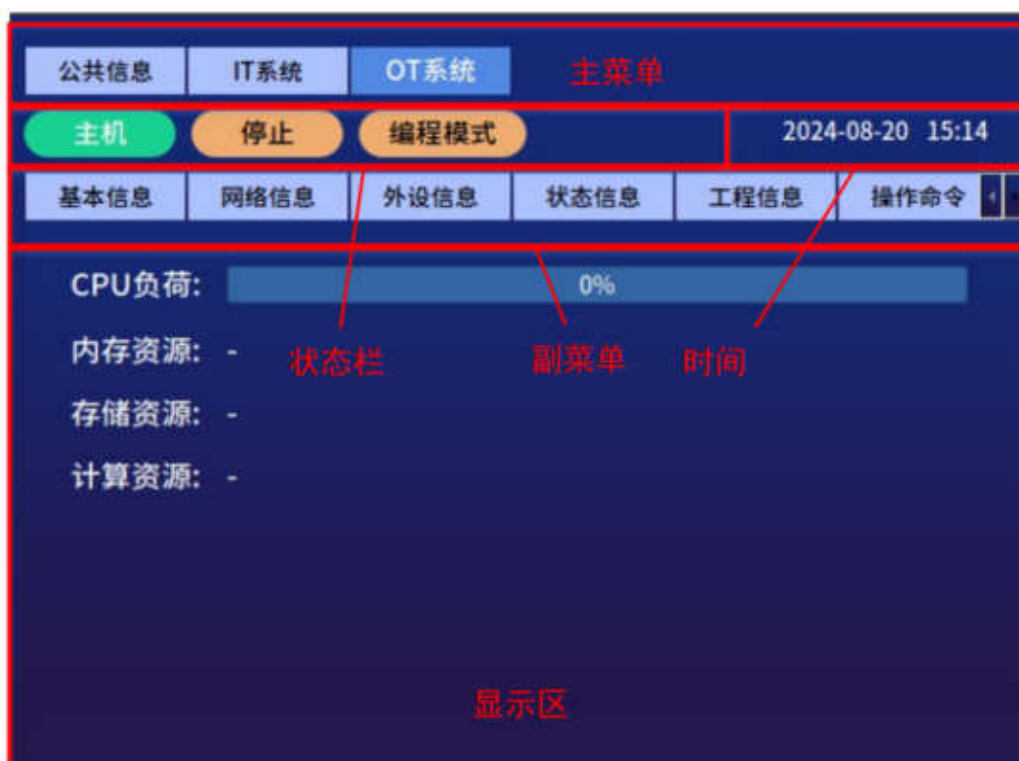 公共信息 IT系统 OT系统 主菜单
主机 停止 编程模式 2024-08-20 15:14
基本信息 网络信息 外设信息 状态信息 工程信息 操作命令
CPU负荷: 0%
内存资源: - 状态栏 副菜单 时间
存储资源: -
计算资源: -
显示区